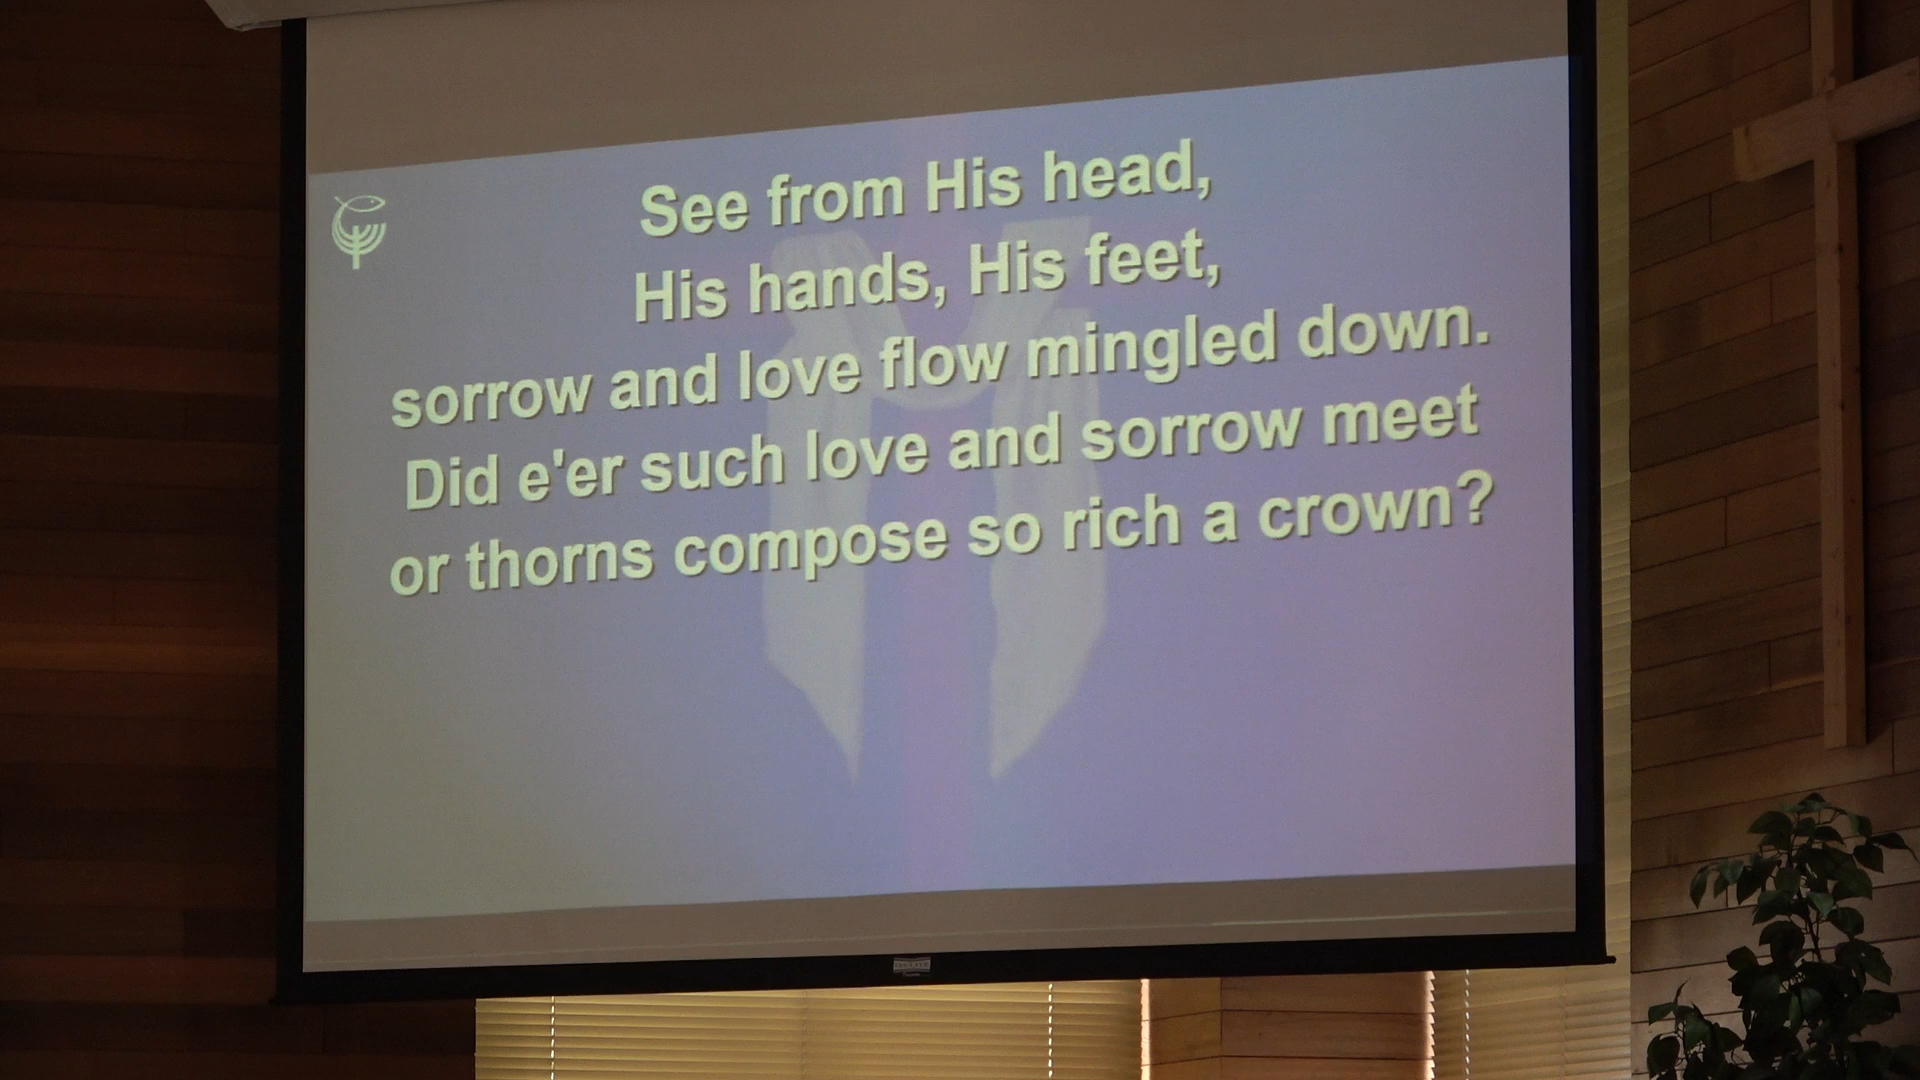 See from His head,
His hands, His feet,
sorrow and love flow mingled down.
Did e'er such love and sorrow meet
or thorns compose so rich a crown?